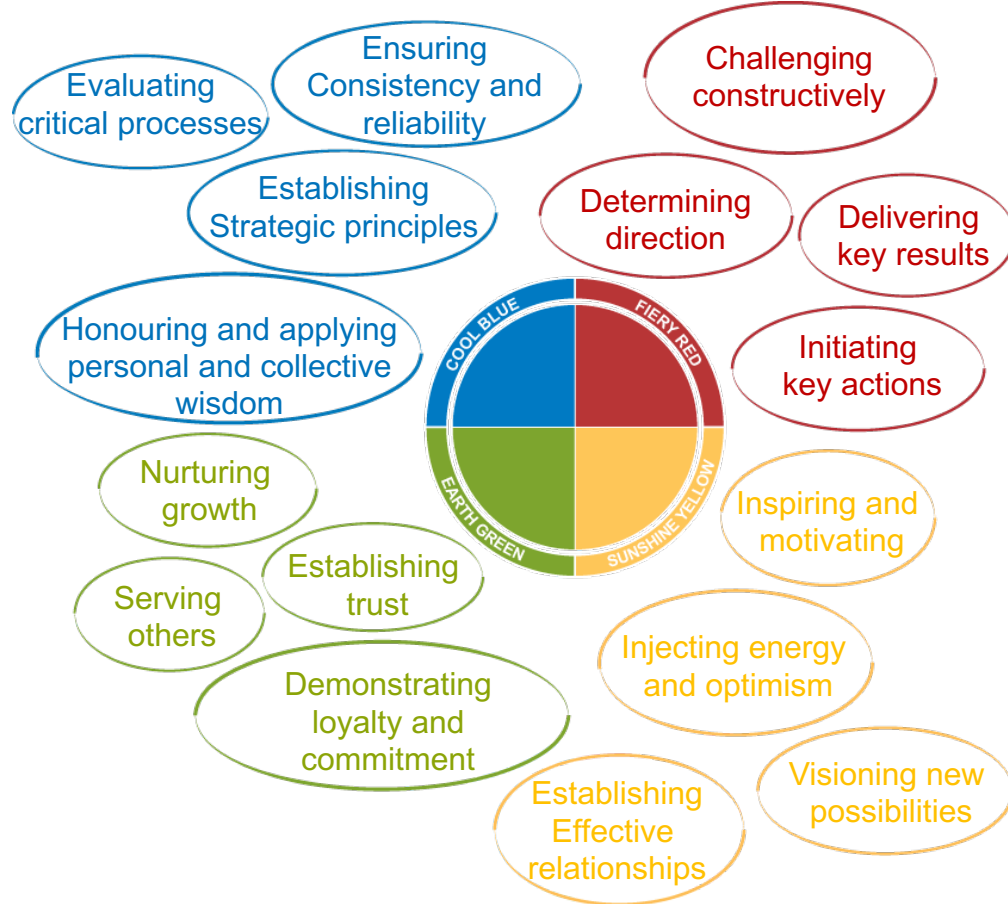 Evaluating
critical processes
Ensuring
Consistency and
reliability
Establishing
Strategic principles
Honouring and applying
personal and collective
wisdom
Challenging
constructively
Determining
direction
Delivering
key results
Initiating
key actions
COOL BLUE
FIERY RED
EARTH GREEN
SUNSHINE YELLOW
Nurturing
growth
Establishing
trust
Serving
others
Demonstrating
loyalty and
commitment
Inspiring and
motivating
Injecting energy
and optimism
Visioning new
possibilities
Establishing
Effective
relationships